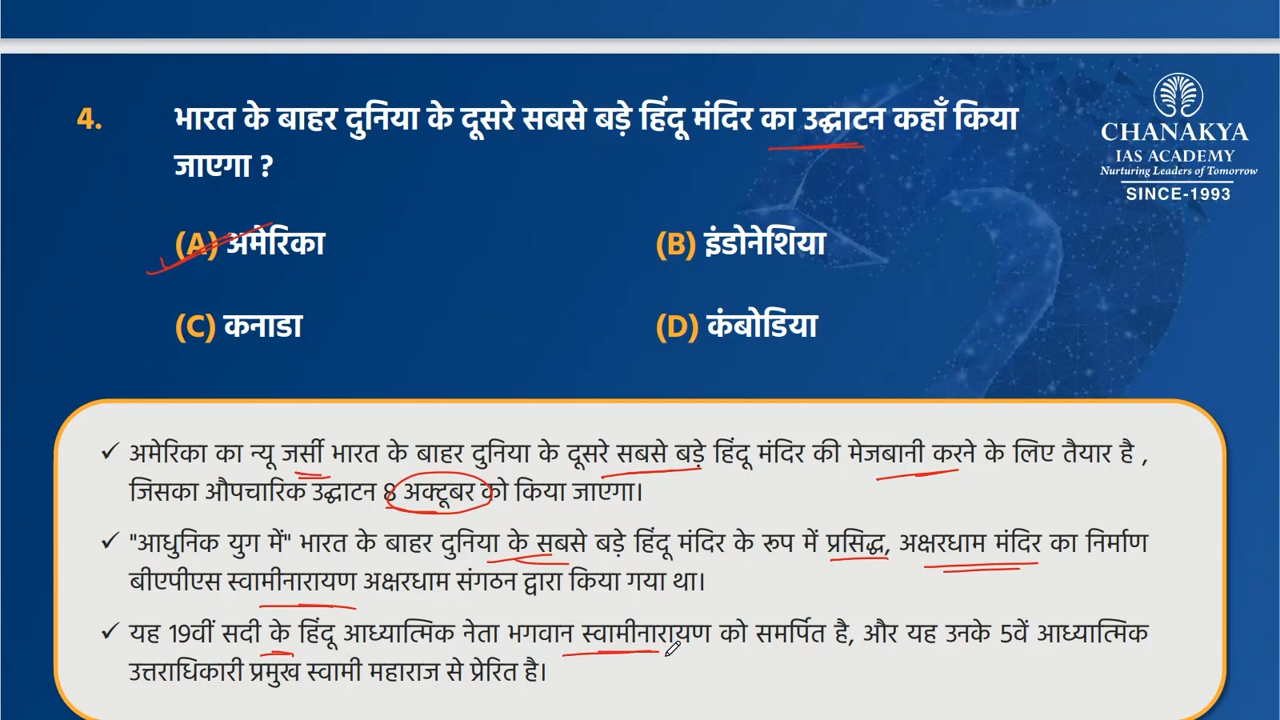 4. भारत के बाहर दुनिया के दूसरे सबसे बड़े हिंदू मंदिर का उद्घाटन कहाँ किया
जाएगा ?
(A) अमेरिका
(B) इंडोनेशिया
(C) कनाडा
(D) कंबोडिया
CHANAKYA
IAS ACADEMY
Nurturing Leaders of Tomorrow
SINCE-1993
✓ अमेरिका का न्यू जर्सी भारत के बाहर दुनिया के दूसरे सबसे बड़े हिंदू मंदिर की मेजबानी करने के लिए तैयार है ,
जिसका औपचारिक उद्घाटन 8 अक्टूबर को किया जाएगा।
✓ "आधुनिक युग में" भारत के बाहर दुनिया के सबसे बड़े हिंदू मंदिर के रूप में प्रसिद्ध, अक्षरधाम मंदिर का निर्माण
बीएपीएस स्वामीनारायण अक्षरधाम संगठन द्वारा किया गया था।
✓ यह 19वीं सदी के हिंदू आध्यात्मिक नेता भगवान स्वामीनारायण को समर्पित है, और यह उनके 5वें आध्यात्मिक
उत्तराधिकारी प्रमुख स्वामी महाराज से प्रेरित है।